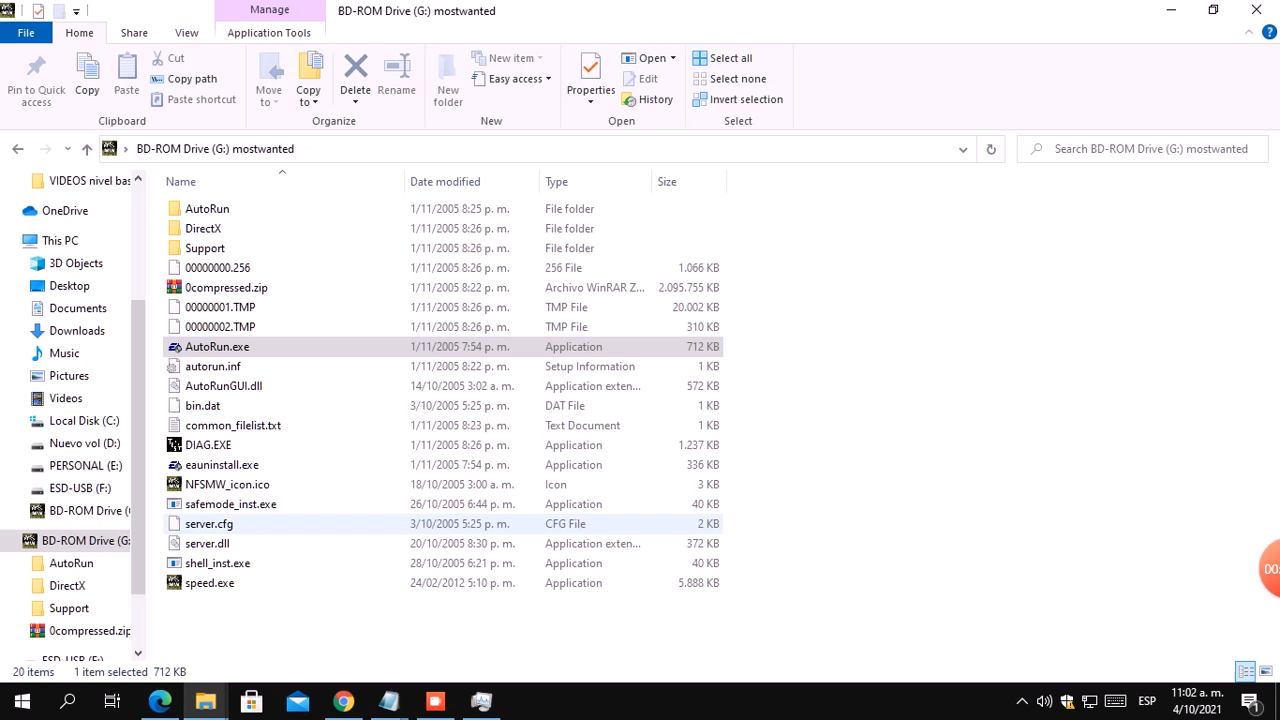 Manage
BD-ROM Drive (G:) mostwanted
File
Home
Share
View
Application Tools
Pin to Quick access
Copy
Paste
Cut
Copy path
Paste shortcut
Clipboard
Move to
Copy to
Delete
Rename
Organize
New folder
New item
Easy access
New
Properties
Open
Edit
History
Open
Select all
Select none
Invert selection
Select
BD-ROM Drive (G:) mostwanted
Search BD-ROM Drive (G:) mostwanted
VIDEOS nivel bas
OneDrive
This PC
3D Objects
Desktop
Documents
Downloads
Music
Pictures
Videos
Local Disk (C:)
Nuevo vol (D:)
PERSONAL (E:)
ESD-USB (F:)
BD-ROM Drive (
BD-ROM Drive (G:
AutoRun
DirectX
Support
0compressed.zip
ESD-USB (F:)
Name Date modified Type Size
AutoRun 1/11/2005 8:25 p. m. File folder
DirectX 1/11/2005 8:26 p. m. File folder
Support 1/11/2005 8:26 p. m. File folder
00000000.256 1/11/2005 8:26 p. m. 256 File 1.066 KB
0compressed.zip 1/11/2005 8:22 p. m. Archivo WinRAR Z... 2.095.755 KB
00000001.TMP 1/11/2005 8:26 p. m. TMP File 20.002 KB
00000002.TMP 1/11/2005 8:26 p. m. TMP File 310 KB
AutoRun.exe 1/11/2005 7:54 p. m. Application 712 KB
autorun.inf 1/11/2005 8:22 p. m. Setup Information 1 KB
AutoRunGUI.dll 14/10/2005 3:02 a. m. Application exten... 572 KB
bin.dat 3/10/2005 5:25 p. m. DAT File 1 KB
common_filelist.txt 1/11/2005 8:23 p. m. Text Document 1 KB
DIAG.EXE 1/11/2005 8:26 p. m. Application 1.237 KB
eauninstall.exe 1/11/2005 7:54 p. m. Application 336 KB
NFSMW_icon.ico 18/10/2005 3:00 a. m. Icon 3 KB
safemode_inst.exe 26/10/2005 6:44 p. m. Application 40 KB
server.cfg 3/10/2005 5:25 p. m. CFG File 2 KB
server.dll 20/10/2005 8:30 p. m. Application exten... 372 KB
shell_inst.exe 28/10/2005 6:21 p. m. Application 40 KB
speed.exe 24/02/2012 5:10 p. m. Application 5.888 KB
00:
20 items 1 item selected 712 KB
ESP
11:02 a. m.
4/10/2021
1